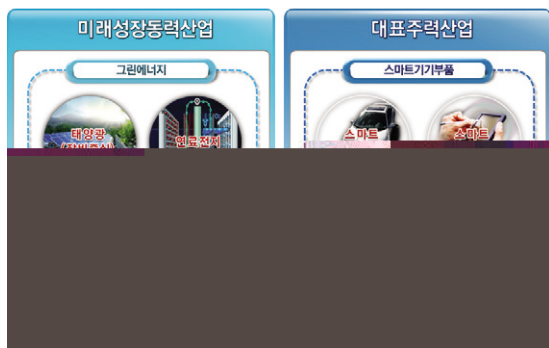 미래성장동력산업
그린에너지
태양광
연료전지
대표주력산업
스마트기기부품
스마트
스마트